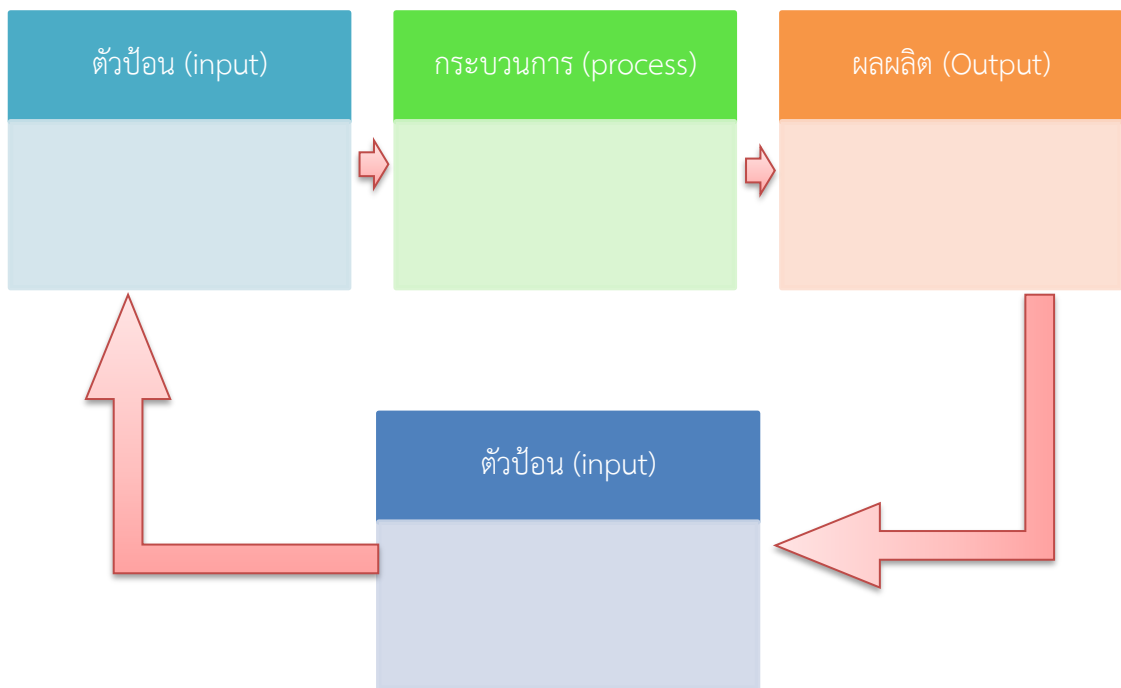 ตัวป้อน (input)
กระบวนการ (process)
ผลผลิต (Output)
ตัวป้อน (input)